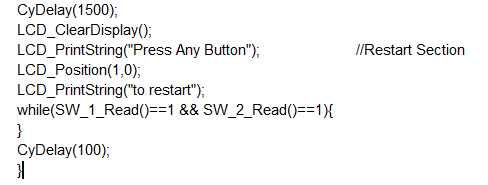 CyDelay(1500);
LCD_ClearDisplay();
LCD_PrintString("Press Any Button"); //Restart Section
LCD_Position(1,0);
LCD_PrintString("to restart");
while(SW_1_Read()==1 && SW_2_Read()==1){
}
CyDelay(100);
}